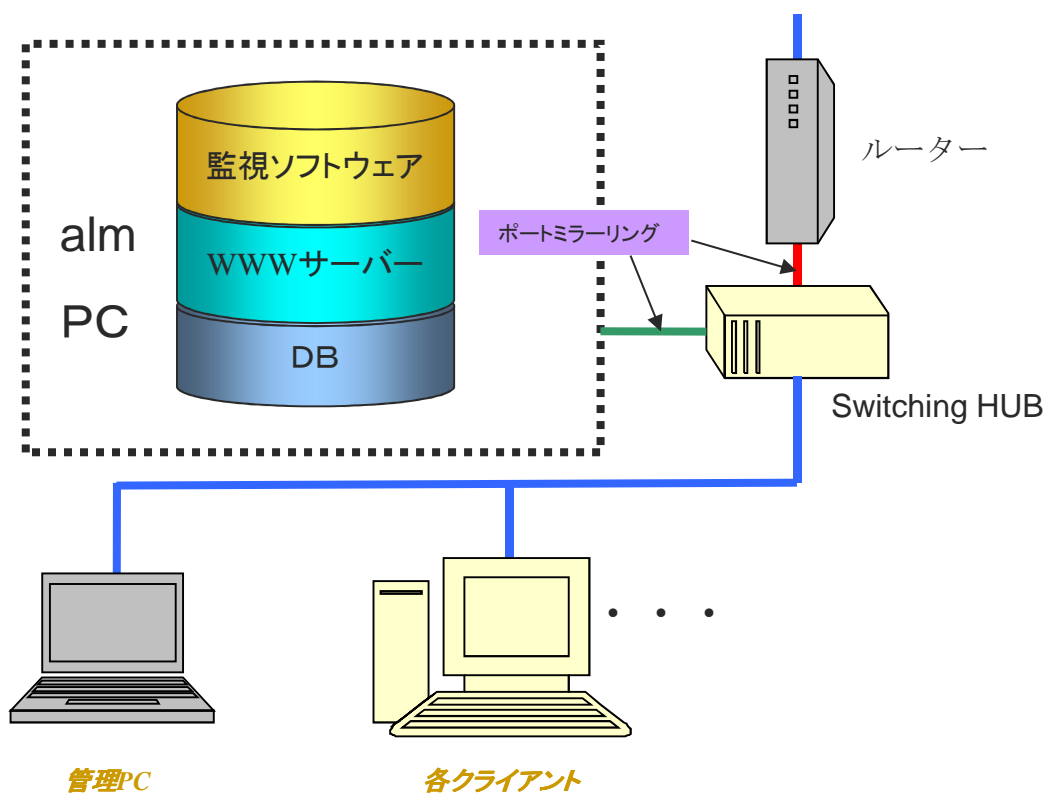 監視ソフトウェア
ルーター
ポートミラーリング
alm
WWWサーバー
PC
DB
Switching HUB
・ ・ ・
管理PC
各クライアント